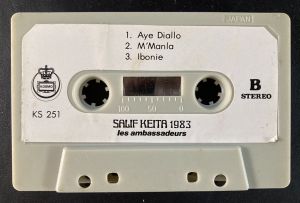 JAPAN
1. Aye Diallo
2. M'Manla
3. Ibonie
B
STEREO
KS 251
100 50 0
SALIF KEITA 1983
les ambassadeurs